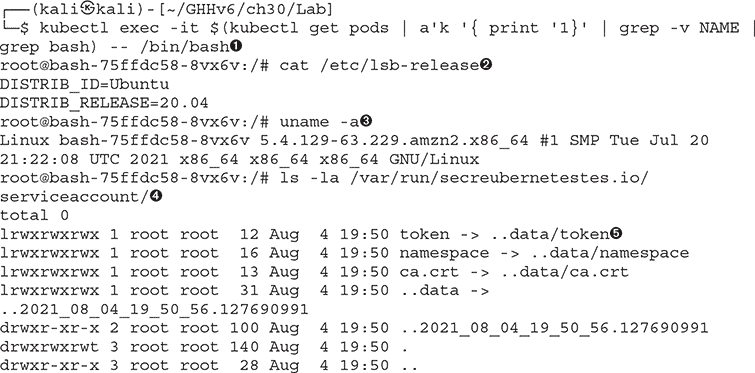 ┌──(kali㉿kali)-[~/GHHv6/ch30/Lab]
└─$ kubectl exec -it $(kubectl get pods | a'k '{ print '1}' | grep -v NAME |
grep bash) -- /bin/bash❶
root@bash-75ffdc58-8vx6v:/# cat /etc/lsb-release❷
DISTRIB_ID=Ubuntu
DISTRIB_RELEASE=20.04
root@bash-75ffdc58-8vx6v:/# uname -a❸
Linux bash-75ffdc58-8vx6v 5.4.129-63.229.amzn2.x86_64 #1 SMP Tue Jul 20
21:22:08 UTC 2021 x86_64 x86_64 x86_64 GNU/Linux
root@bash-75ffdc58-8vx6v:/# ls -la /var/run/secreubernetestes.io/
serviceaccount/❹
total 0
lrwxrwxrwx 1 root root  12 Aug  4 19:50 token -> ..data/token❺
lrwxrwxrwx 1 root root  16 Aug  4 19:50 namespace -> ..data/namespace
lrwxrwxrwx 1 root root  13 Aug  4 19:50 ca.crt -> ..data/ca.crt
lrwxrwxrwx 1 root root  31 Aug  4 19:50 ..data ->
..2021_08_04_19_50_56.127690991
drwxr-xr-x 2 root root 100 Aug  4 19:50 ..2021_08_04_19_50_56.127690991
drwxrwxrwt 3 root root 140 Aug  4 19:50 .
drwxr-xr-x 3 root root  28 Aug  4 19:50 ..